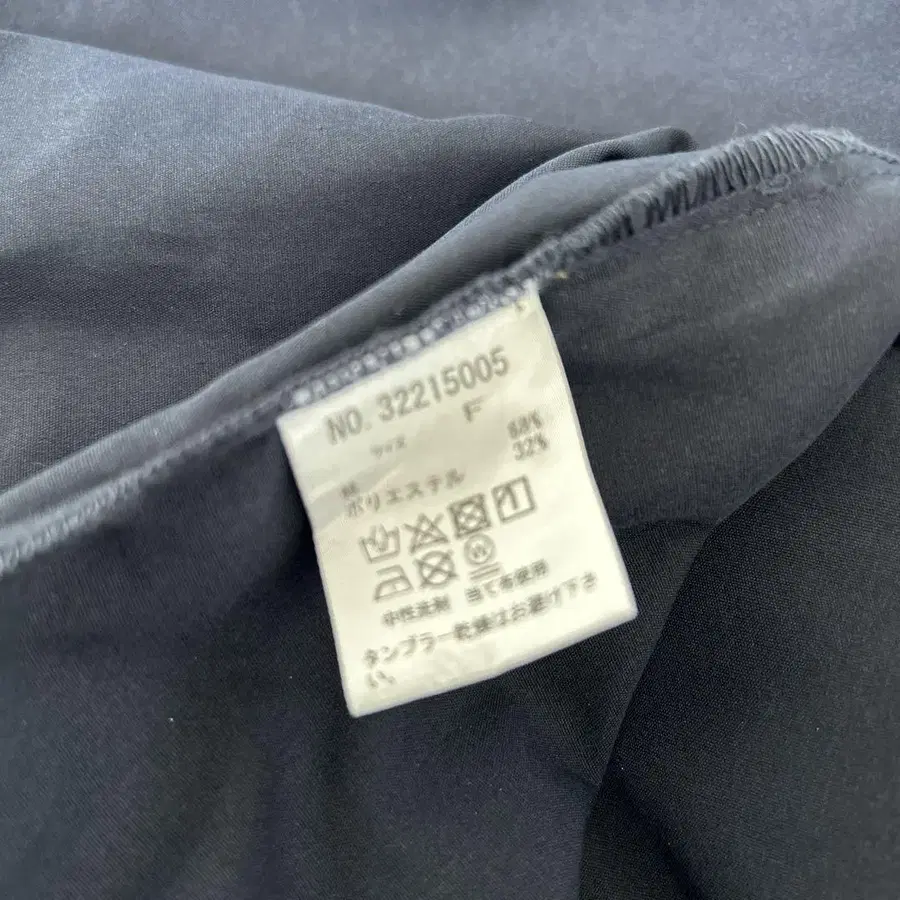 NO. 32215005
サイズ F
綿 68%
ポリエステル 32%
W
中性洗剤 当て布使用
タンブラー乾燥はお避け下さ
い。